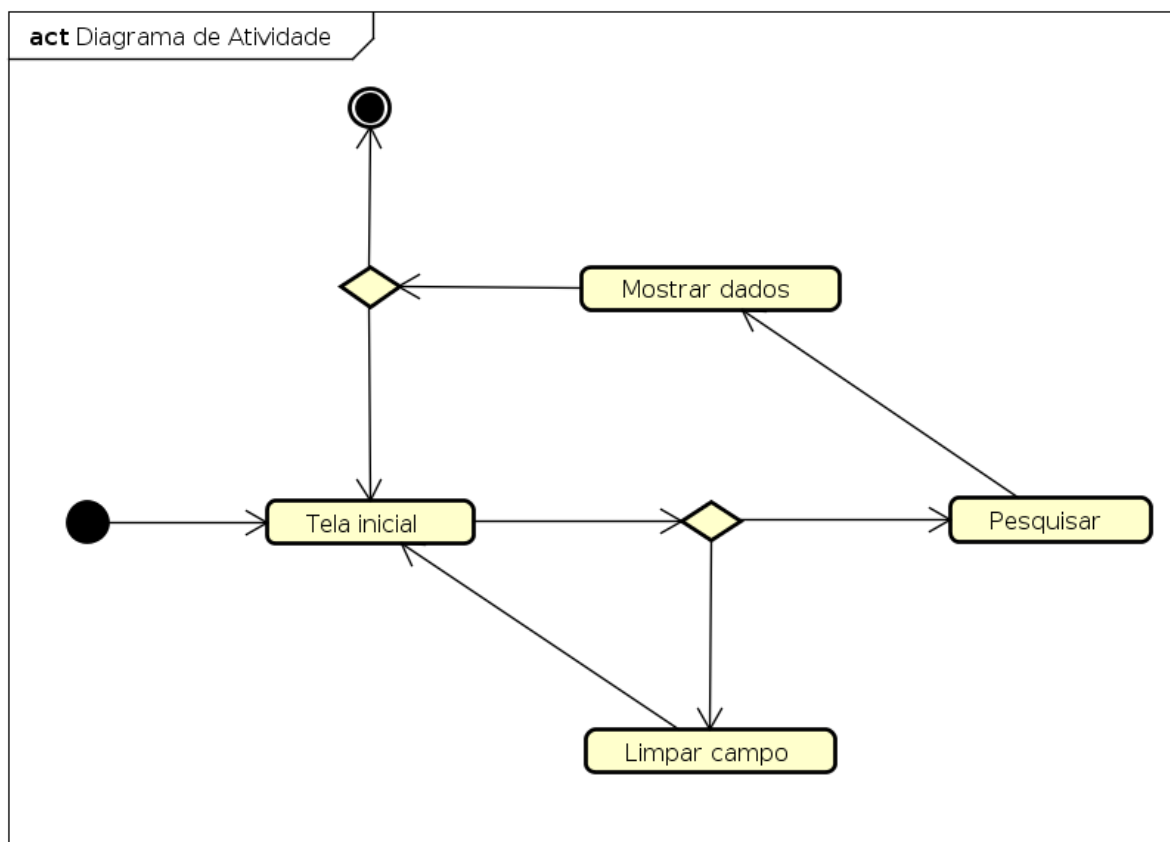 act Diagrama de Atividade
Mostrar dados
Tela inicial
Pesquisar
Limpar campo